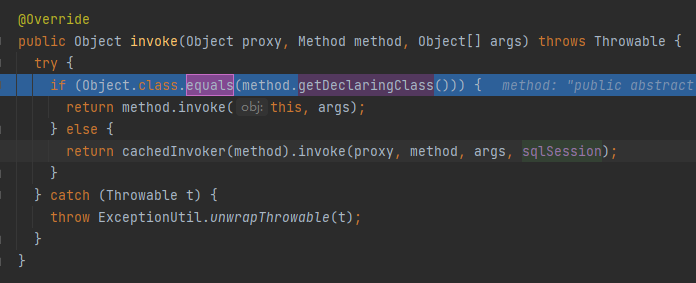 @Override
public Object invoke(Object proxy, Method method, Object[] args) throws Throwable {
try {
if (Object.class.equals(method.getDeclaringClass())) { method: "public abstract
return method.invoke( obj: this, args);
} else {
return cachedInvoker(method).invoke(proxy, method, args, sqlSession);
}
} catch (Throwable t) {
throw ExceptionUtil.unwrapThrowable(t);
}
}